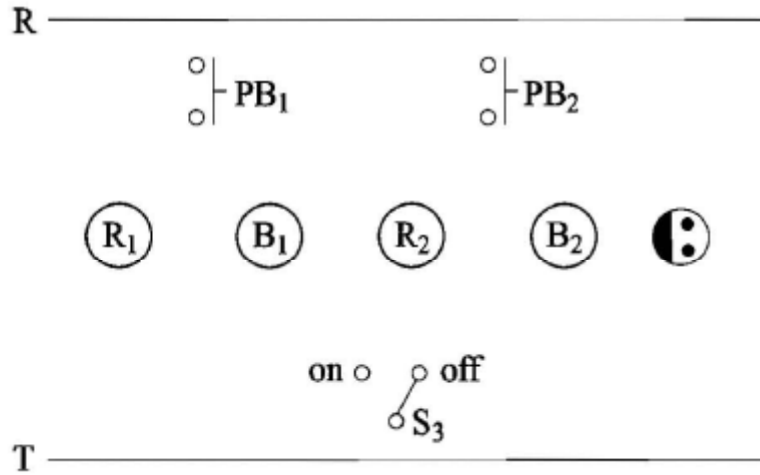 R
PB₁ PB₂
R₁ B₁ R₂ B₂
on off
S₃
T